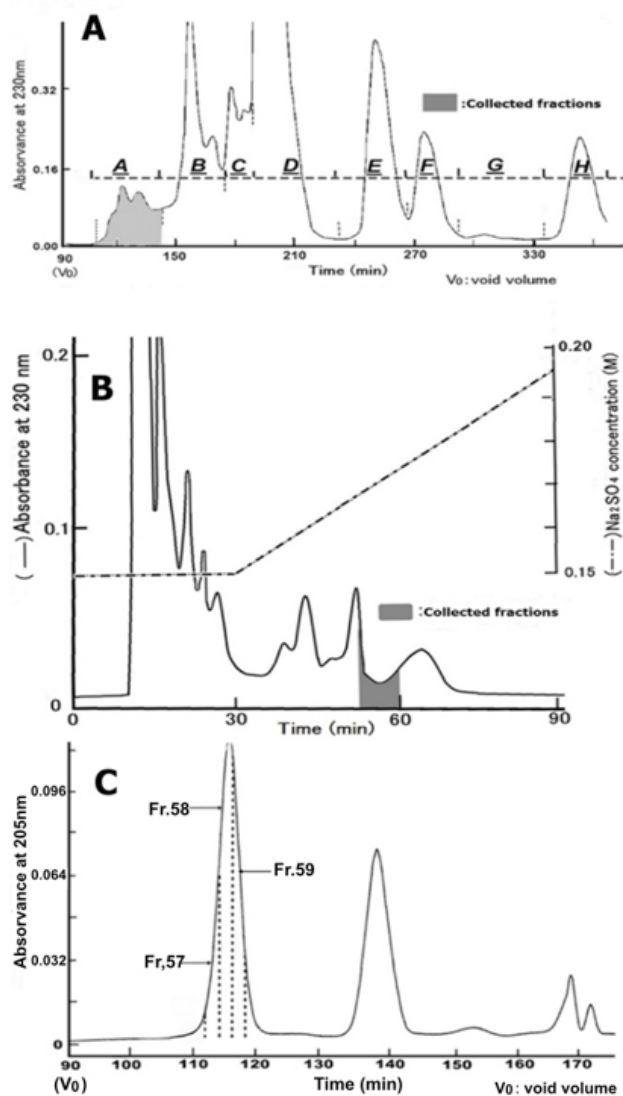 A
Absorvance at 230nm
0.32
0.16
0.00
:Collected fractions
A B C D E F G H
90 150 210 270 330
(V0) Time (min) V0: void volume
B
(—)Absorbance at 230 nm
0.2
0.1
0
0.20
0.15
(-·-)Na2SO4 concentration (M)
:Collected fractions
0 30 60 90
Time (min)
C
Absorvance at 205nm
0.096
0.064
0.032
0
Fr.58
Fr.59
Fr,57
90 100 110 120 130 140 150 160 170
(V0) Time (min) V0: void volume